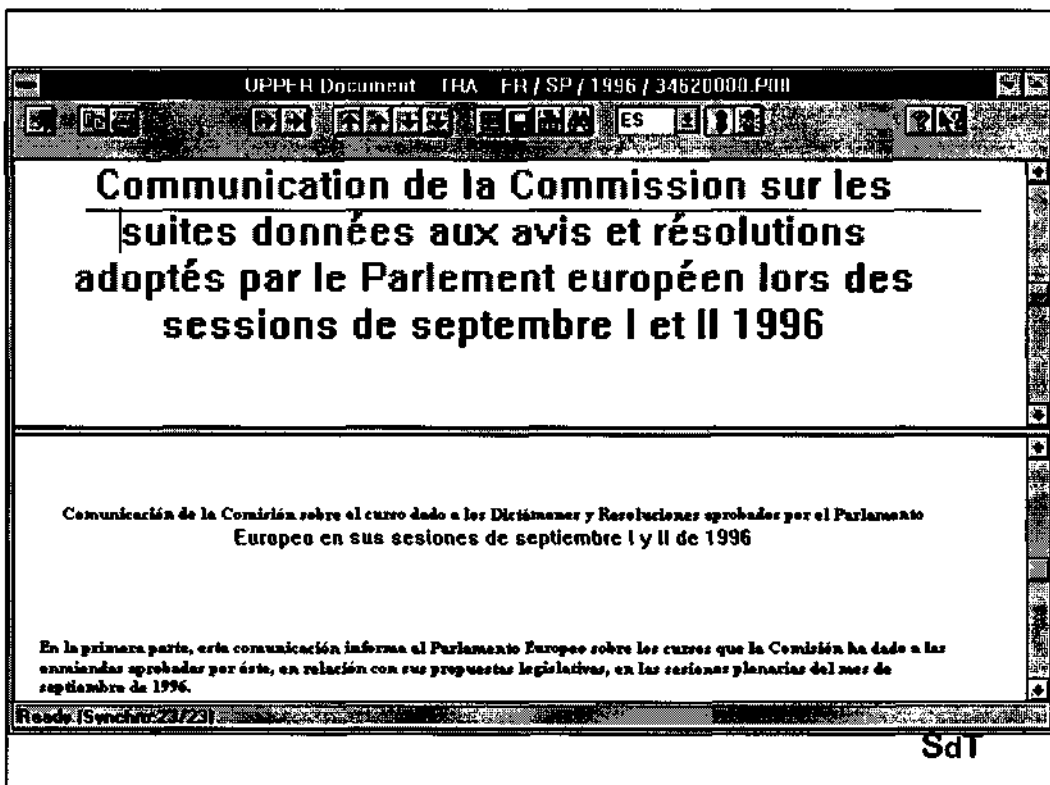 UPPER Document TRA FR / SP / 1996 / 34620000.P00
ES
Communication de la Commission sur les
suites données aux avis et résolutions
adoptés par le Parlement européen lors des
sessions de septembre I et II 1996
Comunicación de la Comisión sobre el curso dado a los Dictámenes y Resoluciones aprobados por el Parlamento
Europeo en sus sesiones de septiembre I y II de 1996
En la primera parte, esta comunicación informa al Parlamento Europeo sobre los cursos que la Comisión ha dado a las
enmiendas aprobadas por éste, en relación con sus propuestas legislativas, en las sesiones plenarias del mes de
septiembre de 1996.
Ready (Synchro:23/23)
SdT